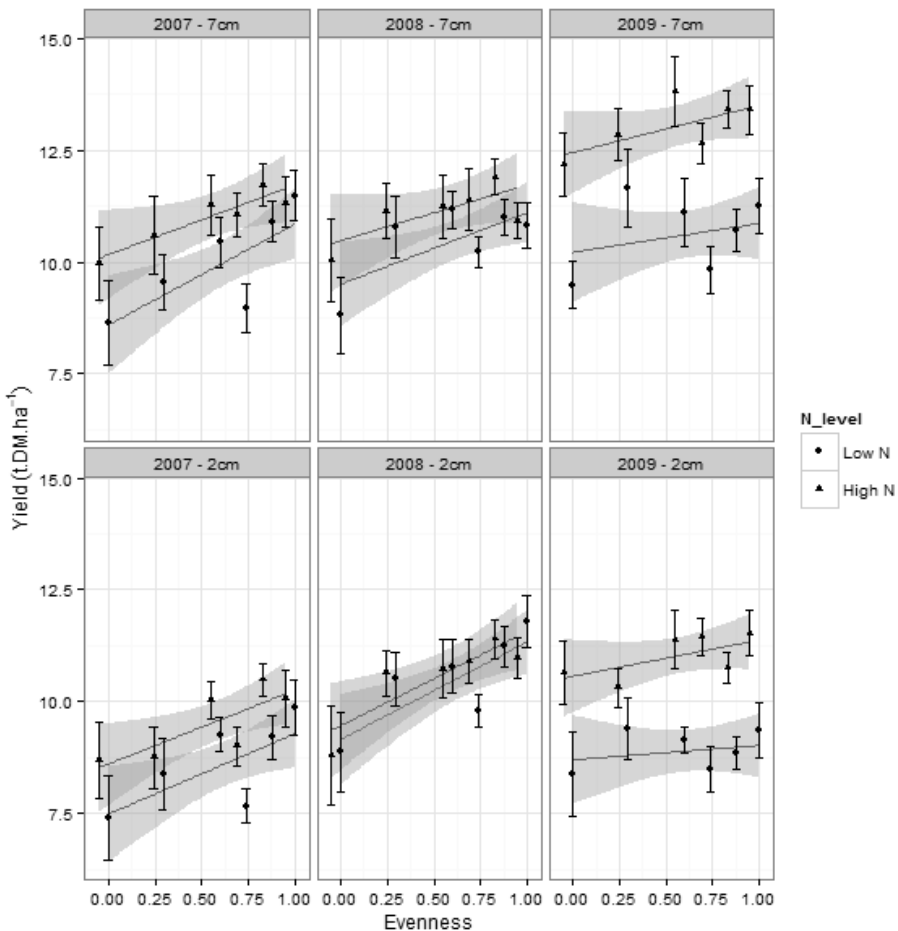 2007 - 7cm
2008 - 7cm
2009 - 7cm
15.0
12.5
10.0
7.5
2007 - 2cm
2008 - 2cm
2009 - 2cm
15.0
12.5
10.0
7.5
Yield (t.DM.ha⁻¹)
0.00 0.25 0.50 0.75 1.00
0.00 0.25 0.50 0.75 1.00
0.00 0.25 0.50 0.75 1.00
Evenness
N_level
Low N
High N